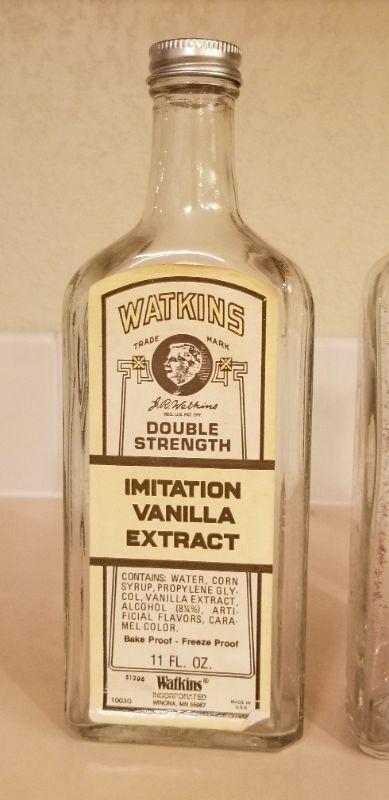 WATKINS
TRADE MARK
J.R. Watkins
REG. U.S. PAT. OFF.
DOUBLE
STRENGTH
IMITATION
VANILLA
EXTRACT
CONTAINS: WATER, CORN
SYRUP, PROPYLENE GLY-
COL, VANILLA EXTRACT,
ALCOHOL (8¼%), ARTI-
FICIAL FLAVORS, CARA-
MEL COLOR.
Bake Proof - Freeze Proof
11 FL. OZ.
Watkins®
INCORPORATED
WINONA, MN 55987
MADE IN
U.S.A.